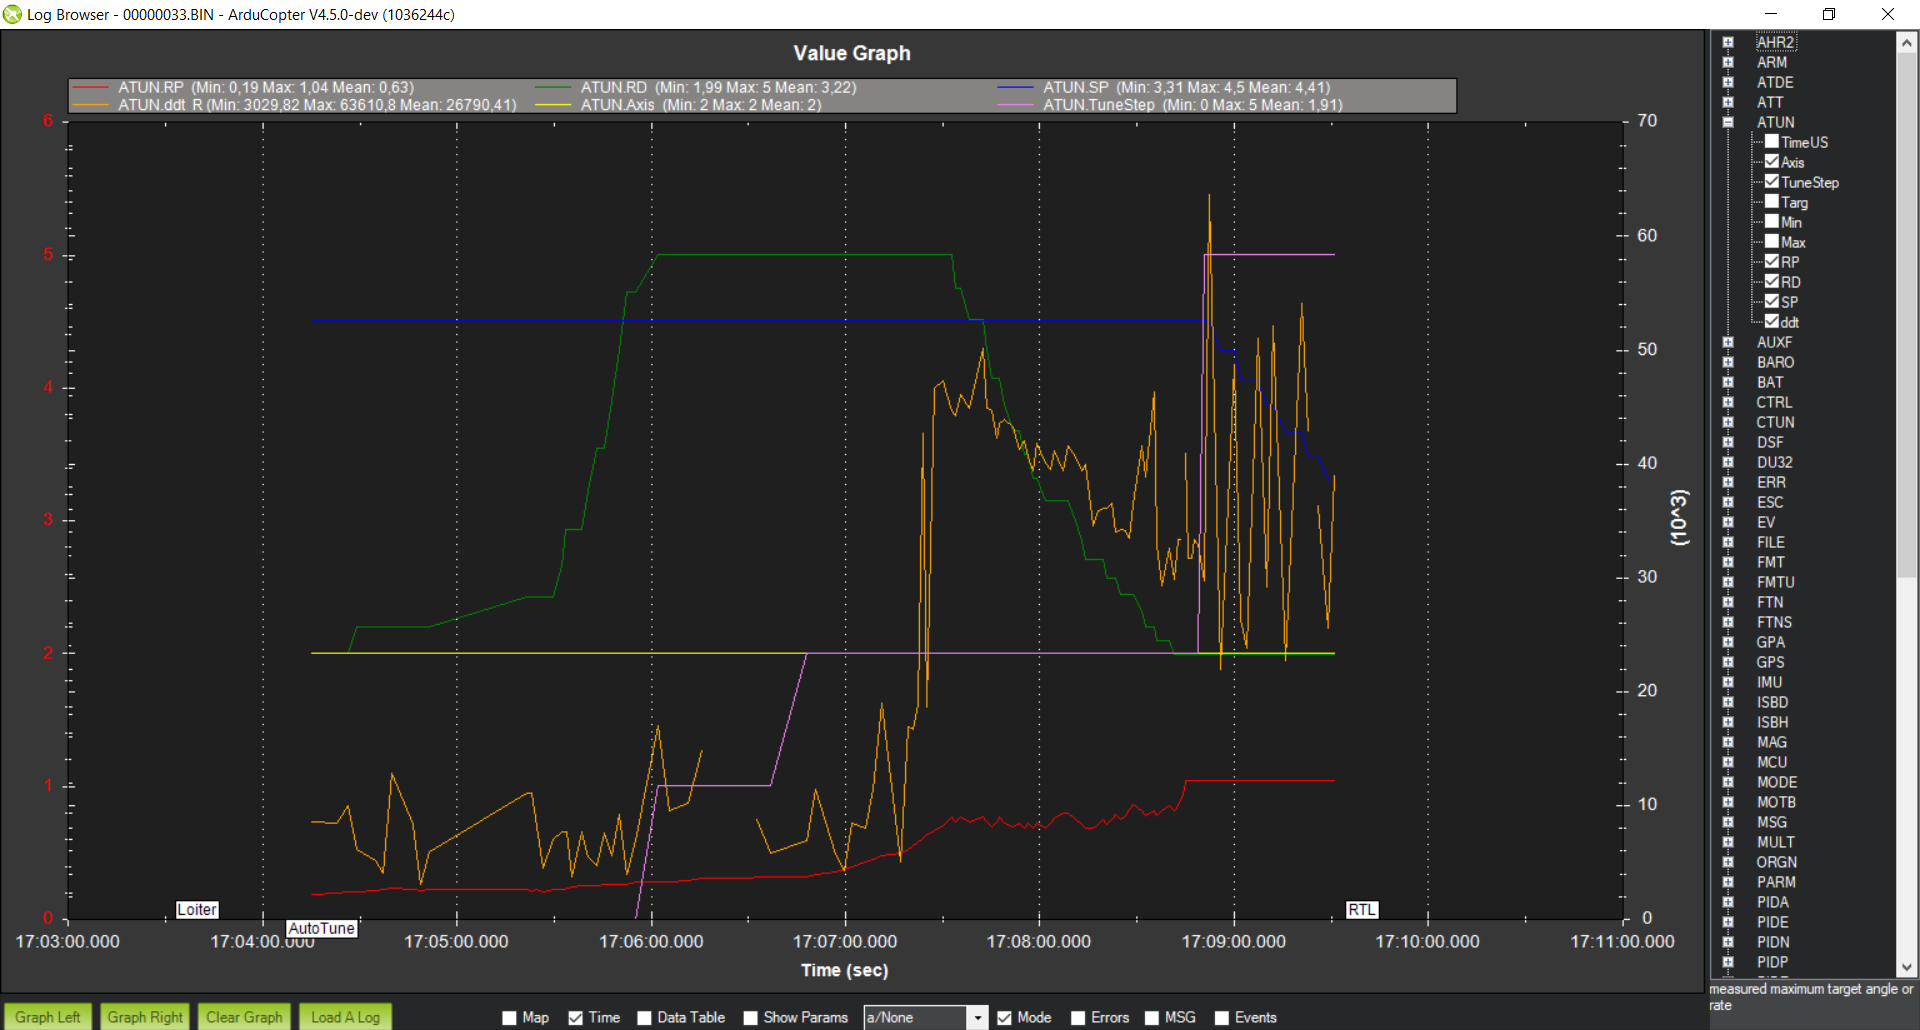 Log Browser - 00000033.BIN - ArduCopter V4.5.0-dev (1036244c)
Value Graph
ATUN.RP (Min: 0,19 Max: 1,04 Mean: 0,63) ATUN.RD (Min: 1,99 Max: 5 Mean: 3,22) ATUN.SP (Min: 3,31 Max: 4,5 Mean: 4,41)
ATUN.ddt R(Min: 3029,82 Max: 63610,8 Mean: 26790,41) ATUN.Axis (Min: 2 Max: 2 Mean: 2) ATUN.TuneStep (Min: 0 Max: 5 Mean: 1,91)
6
5
4
3
2
1
0
70
60
50
40
30
20
10
0
(10^3)
Loiter
AutoTune
RTL
17:03:00.000 17:04:00.000 17:05:00.000 17:06:00.000 17:07:00.000 17:08:00.000 17:09:00.000 17:10:00.000 17:11:00.000
Time (sec)
AHR2
ARM
ATDE
ATT
ATUN
TimeUS
Axis
TuneStep
Targ
Min
Max
RP
RD
SP
ddt
AUXF
BARO
BAT
CTRL
CTUN
DSF
DU32
ERR
ESC
EV
FILE
FMT
FMTU
FTN
FTNS
GPA
GPS
IMU
ISBD
ISBH
MAG
MCU
MODE
MOTB
MSG
MULT
ORGN
PARM
PIDA
PIDE
PIDN
PIDP
measured maximum target angle or
rate
Graph Left Graph Right Clear Graph Load A Log Map Time Data Table Show Params a/None Mode Errors MSG Events